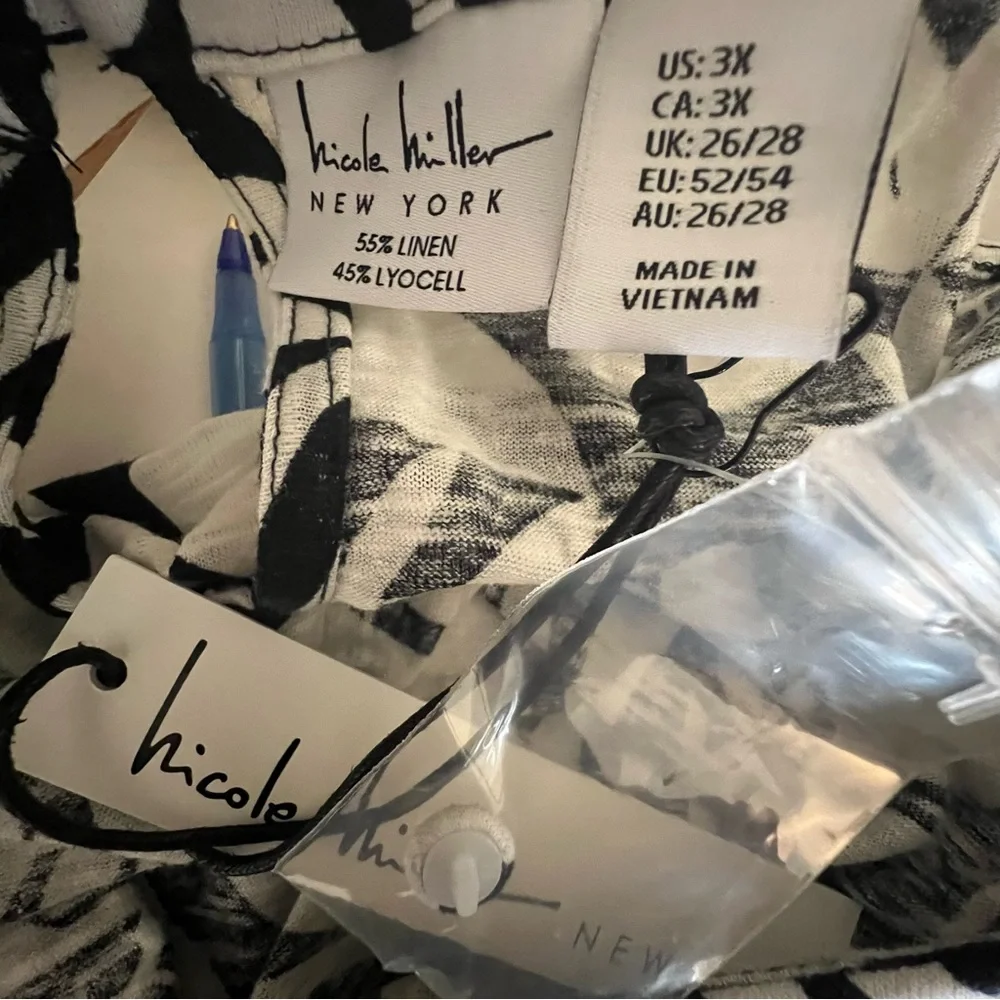 nicole miller
NEW YORK
55% LINEN
45% LYOCELL
US: 3X
CA: 3X
UK: 26/28
EU: 52/54
AU: 26/28
MADE IN
VIETNAM
nicole
mi
NEW